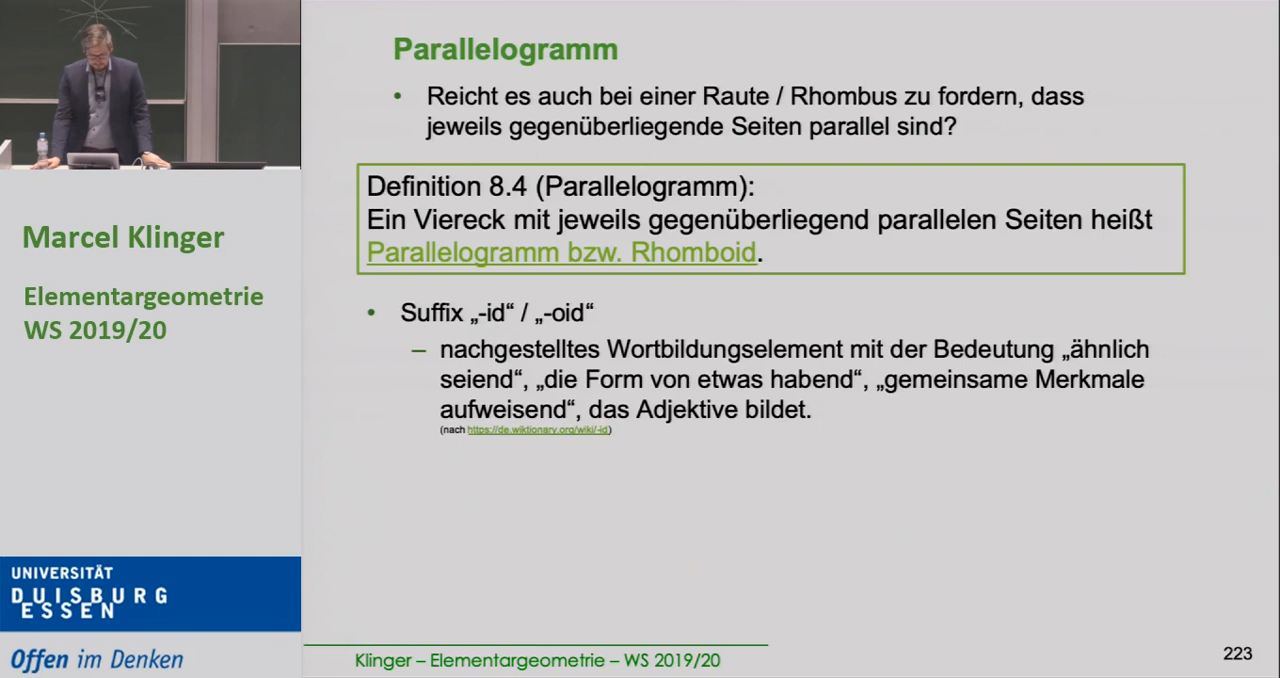 Parallelogramm
• Reicht es auch bei einer Raute / Rhombus zu fordern, dass
jeweils gegenüberliegende Seiten parallel sind?
Definition 8.4 (Parallelogramm):
Ein Viereck mit jeweils gegenüberliegend parallelen Seiten heißt
Parallelogramm bzw. Rhomboid.
• Suffix „-id“ / „-oid“
– nachgestelltes Wortbildungselement mit der Bedeutung „ähnlich
seiend“, „die Form von etwas habend“, „gemeinsame Merkmale
aufweisend“, das Adjektive bildet.
(nach https://de.wiktionary.org/wiki/-id)
Marcel Klinger
Elementargeometrie
WS 2019/20
UNIVERSITÄT
DUISBURG
ESSEN
Offen im Denken
Klinger – Elementargeometrie – WS 2019/20
223